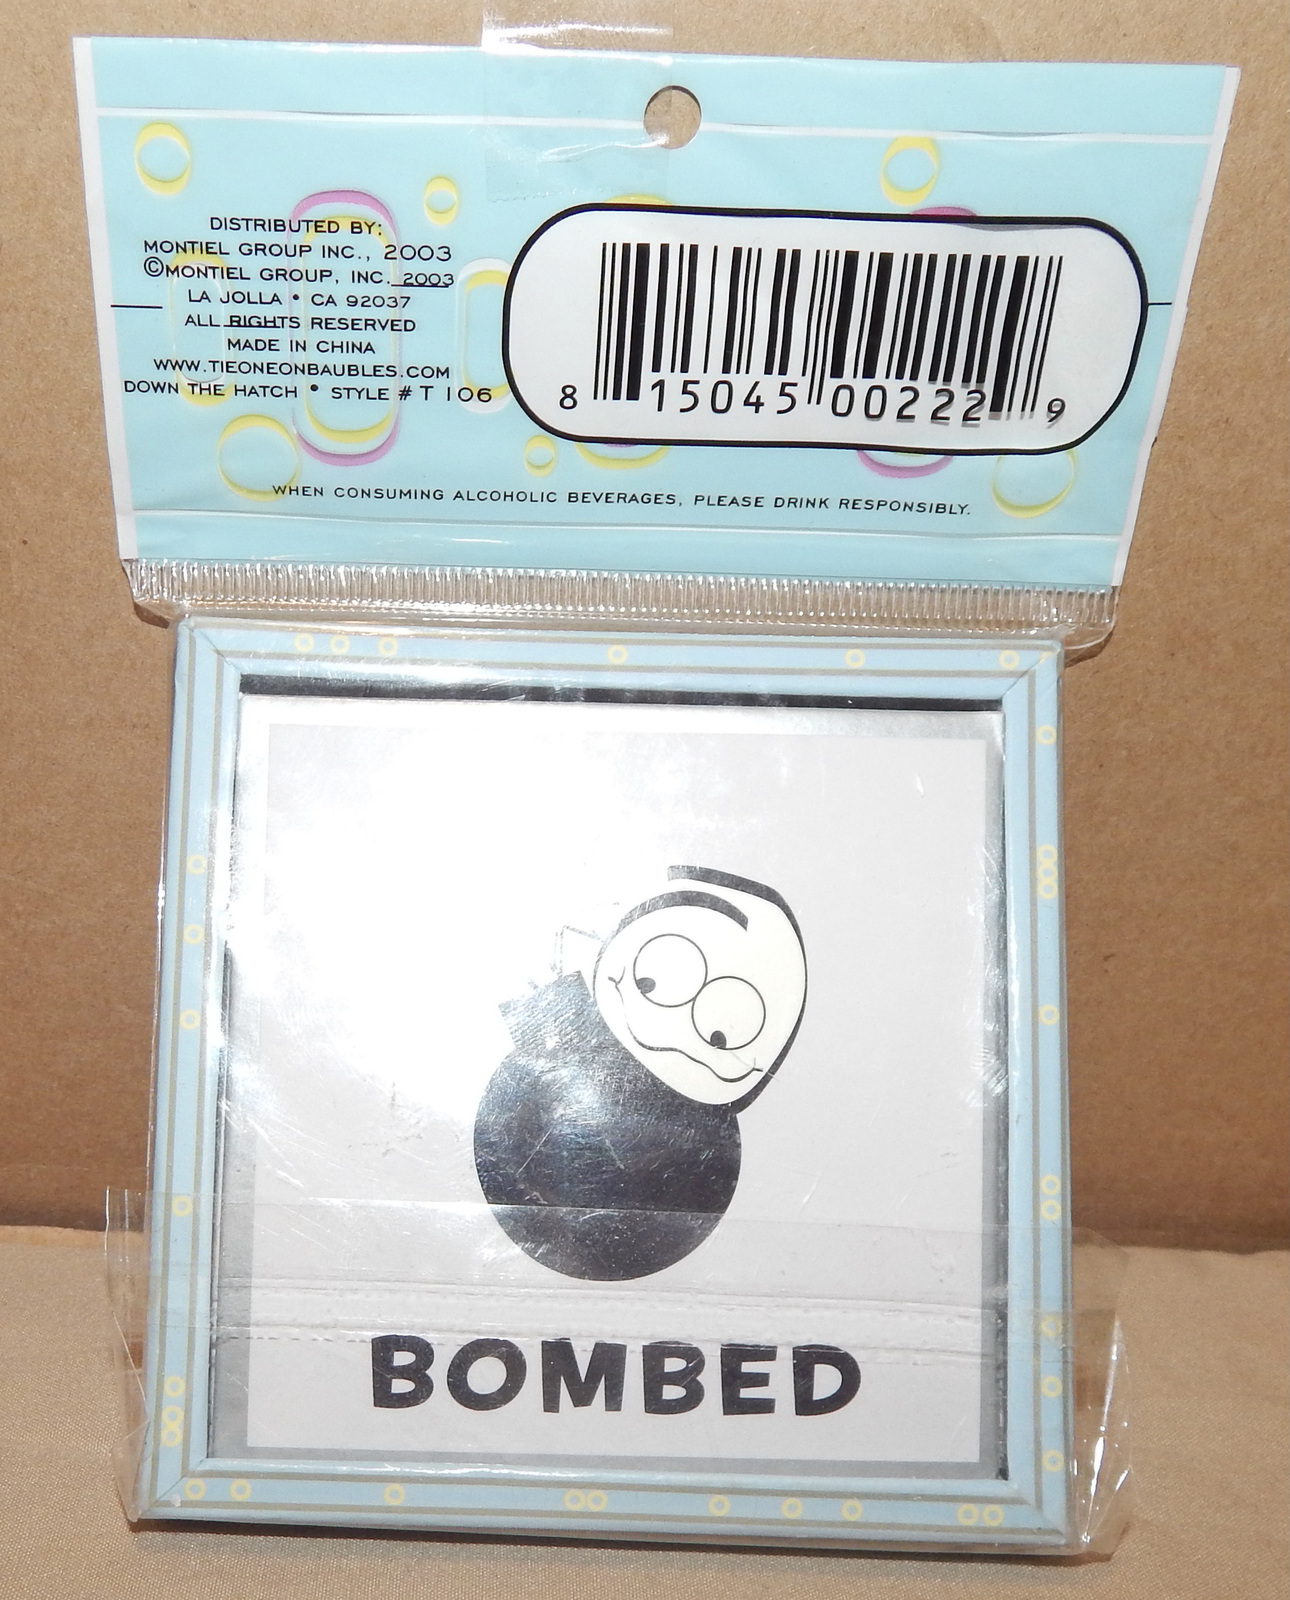 DISTRIBUTED BY:
MONTIEL GROUP INC., 2003
©MONTIEL GROUP, INC. 2003
LA JOLLA • CA 92037
ALL RIGHTS RESERVED
MADE IN CHINA
WWW.TIEONEONBAUBLES.COM
DOWN THE HATCH • STYLE # T 106
8 15045 00222 9
WHEN CONSUMING ALCOHOLIC BEVERAGES, PLEASE DRINK RESPONSIBLY.
BOMBED